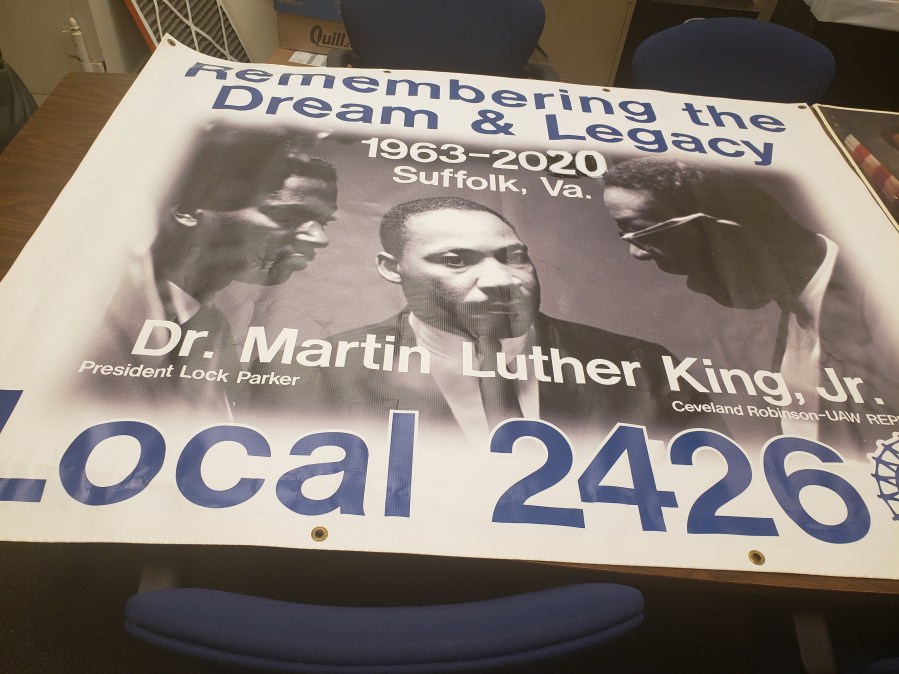 Quill
Remembering the
Dream & Legacy
1963-2020
Suffolk, Va.
Dr. Martin Luther King, Jr.
President Lock Parker
Ceveland Robinson-UAW REP
Local 2426